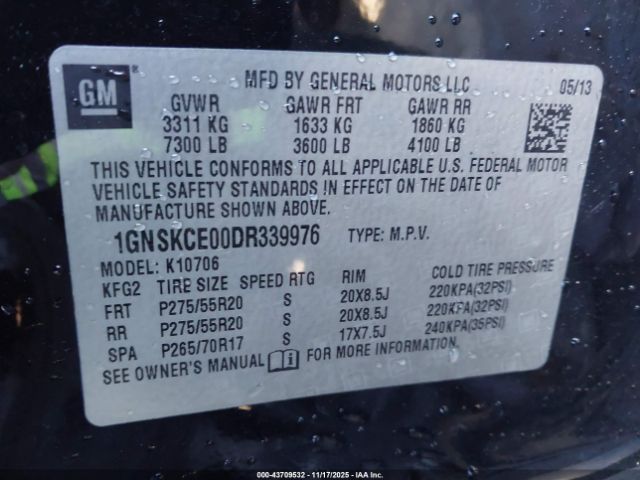 GM
MFD BY GENERAL MOTORS LLC 05/13
GVWR GAWR FRT GAWR RR
3311 KG 1633 KG 1860 KG
7300 LB 3600 LB 4100 LB
THIS VEHICLE CONFORMS TO ALL APPLICABLE U.S. FEDERAL MOTOR
VEHICLE SAFETY STANDARDS IN EFFECT ON THE DATE OF
MANUFACTURE SHOWN ABOVE.
1GNSKCE00DR339976 TYPE: M.P.V.
MODEL: K10706
KFG2 TIRE SIZE SPEED RTG RIM COLD TIRE PRESSURE
FRT P275/55R20 S 20X8.5J 220KPA(32PSI)
RR P275/55R20 S 20X8.5J 220KPA(32PSI)
SPA P265/70R17 S 17X7.5J 240KPA(35PSI)
SEE OWNER'S MANUAL FOR MORE INFORMATION.
000-43709532 - 11/17/2025 - IAAI.COM